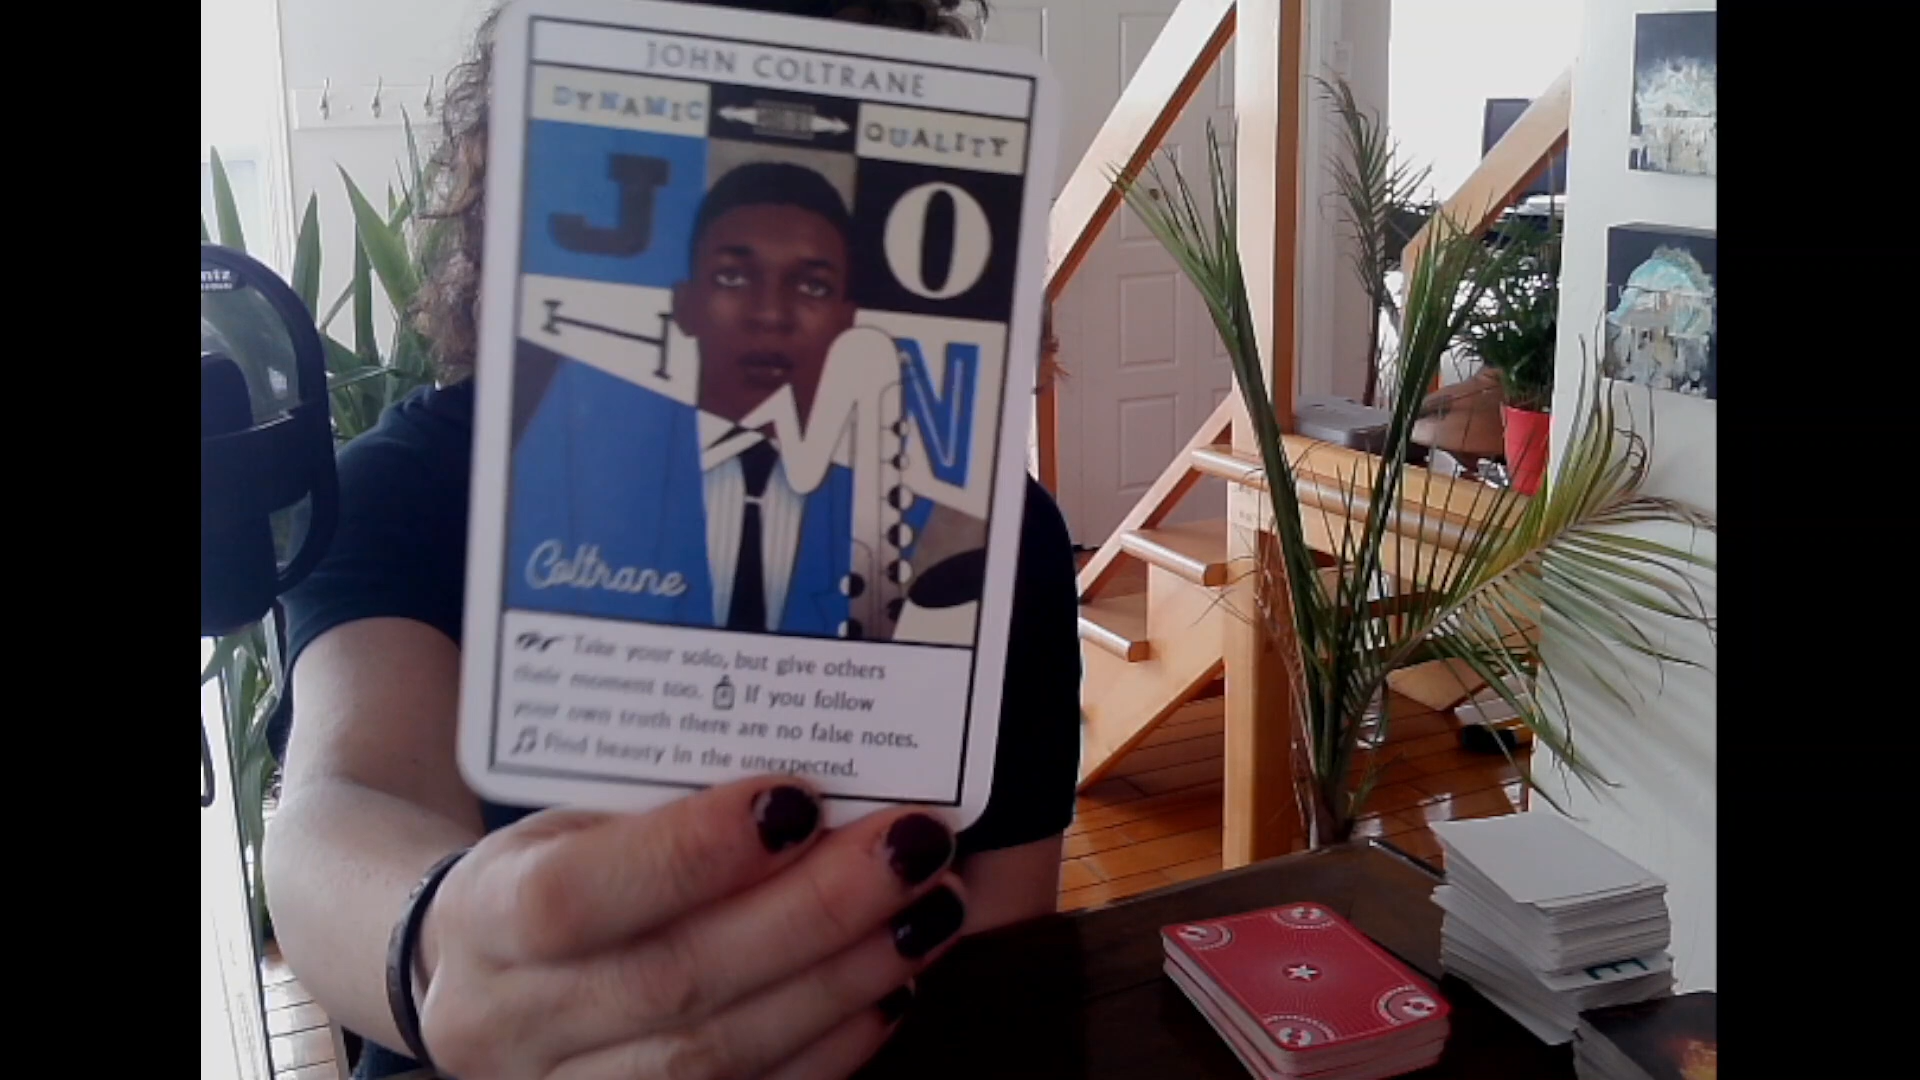 JOHN COLTRANE
DYNAMIC
QUALITY
J O
H N
Coltrane
Take your solo, but give others
their moment too. If you follow
your own truth there are no false notes.
Find beauty in the unexpected.
ntz
E